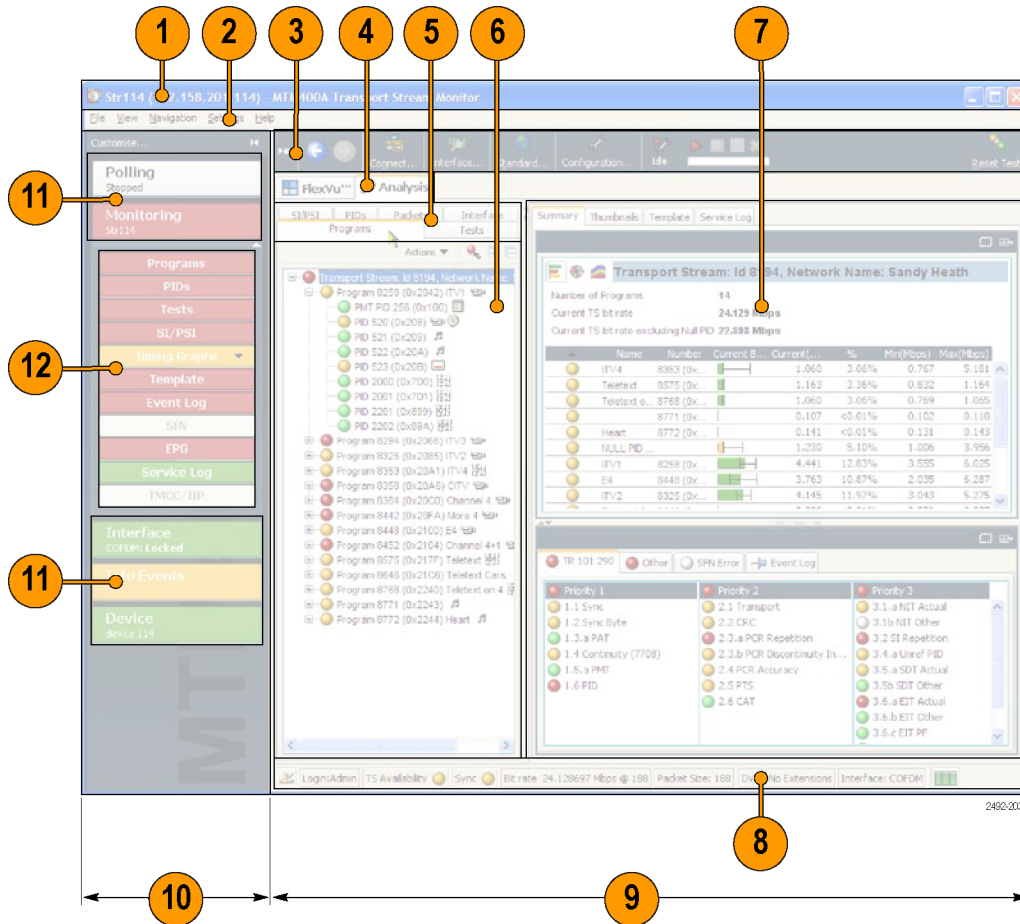 1 2 3 4 5 6 7
Str114 ( 2.158.201.114) - MTM400A Transport Stream Monitor
File View Navigation Settings Help
Customise...
Connect... Interface... Standard... Configuration... Idle Reset Test
Polling
Stopped
11
Monitoring
Str114
FlexVu™ Analysis
SI/PSI PIDs Packets Interface
Programs Tests
Actions
Summary Thumbnails Template Service Log
12
Programs
PIDs
Tests
SI/PSI
Timing Graphs
Template
Event Log
SFN
EPG
Service Log
TMCC/IIP
11
Interface
COFDM: Locked
Info Events
Device
device 114
MT
Transport Stream: Id 8194, Network Name: S
Program 8258 (0x2042) ITV1
PMT PID 256 (0x100)
PID 520 (0x208)
PID 521 (0x209)
PID 522 (0x20A)
PID 523 (0x20B)
PID 2000 (0x7D0)
PID 2001 (0x7D1)
PID 2201 (0x899)
PID 2202 (0x89A)
Program 8294 (0x2066) ITV3
Program 8325 (0x2085) ITV2
Program 8353 (0x20A1) ITV4
Program 8358 (0x20A6) CITV
Program 8384 (0x20C0) Channel 4
Program 8442 (0x20FA) More 4
Program 8448 (0x2100) E4
Program 8452 (0x2104) Channel 4+1
Program 8575 (0x217F) Teletext
Program 8646 (0x21C6) Teletext Cars
Program 8768 (0x2240) Teletext on 4
Program 8771 (0x2243)
Program 8772 (0x2244) Heart
Transport Stream: Id 8194, Network Name: Sandy Heath
Number of Programs 14
Current TS bit rate 24.129 Mbps
Current TS bit rate excluding Null PID 22.898 Mbps
Name Number Current B... Current(... % Min(Mbps) Max(Mbps)
ITV4 8353 (0x... 1.060 3.06% 0.767 5.181
Teletext 8575 (0x... 1.163 3.36% 0.832 1.164
Teletext o... 8768 (0x... 1.060 3.06% 0.769 1.065
8771 (0x... 0.107 <0.01% 0.102 0.110
Heart 8772 (0x... 0.141 <0.01% 0.131 0.143
NULL PID ... 1.230 5.10% 1.006 3.956
ITV1 8258 (0x... 4.441 12.83% 3.555 6.025
E4 8448 (0x... 3.763 10.87% 2.035 6.287
ITV2 8325 (0x... 4.145 11.97% 3.043 5.275
TR 101 290 Other SFN Error Event Log
Priority 1
1.1 Sync
1.2 Sync Byte
1.3.a PAT
1.4 Continuity (7708)
1.5.a PMT
1.6 PID
Priority 2
2.1 Transport
2.2 CRC
2.3.a PCR Repetition
2.3.b PCR Discontinuity In...
2.4 PCR Accuracy
2.5 PTS
2.6 CAT
Priority 3
3.1.a NIT Actual
3.1b NIT Other
3.2 SI Repetition
3.4.a Unref PID
3.5.a SDT Actual
3.5b SDT Other
3.6.a EIT Actual
3.6.b EIT Other
3.6.c EIT PF
Login:Admin TS Availability Sync Bit rate 24.128697 Mbps @ 188 Packet Size: 188 No Extensions Interface: COFDM
2492-203
8
10 9